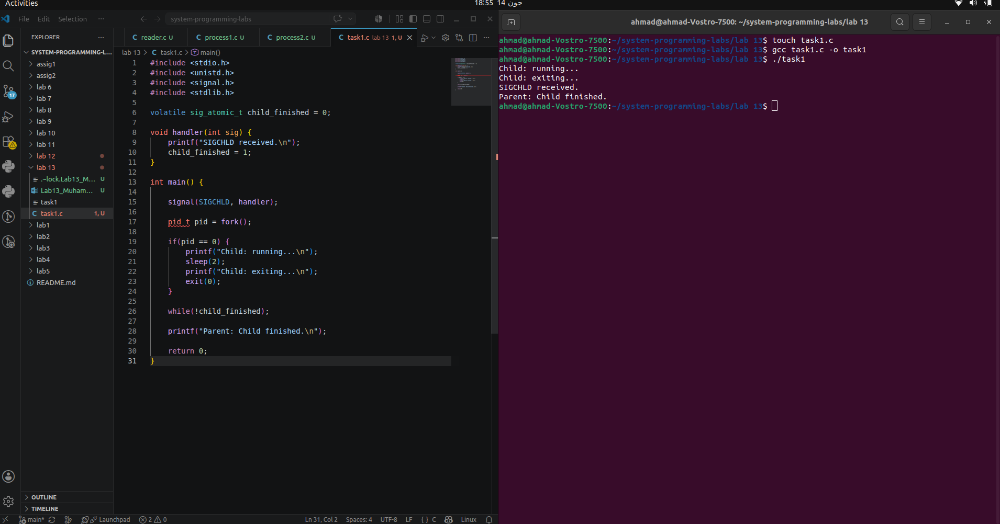 Activities
18:55 14 جون
File Edit Selection ···
system-programming-labs
EXPLORER ···
SYSTEM-PROGRAMMING-L...
assig1
assig2
lab 6
lab 7
lab 8
lab 9
lab 10
lab 11
lab 12
lab 13
.~lock.Lab13_M... U
Lab13_Muham... U
task1
task1.c 1, U
lab1
lab2
lab3
lab4
lab5
README.md
OUTLINE
TIMELINE
17
reader.c U process1.c U process2.c U task1.c lab 13 1, U
lab 13 > C task1.c > main()
1 #include <stdio.h>
2 #include <unistd.h>
3 #include <signal.h>
4 #include <stdlib.h>
5
6 volatile sig_atomic_t child_finished = 0;
7
8 void handler(int sig) {
9 printf("SIGCHLD received.\n");
10 child_finished = 1;
11 }
12
13 int main() {
14
15 signal(SIGCHLD, handler);
16
17 pid_t pid = fork();
18
19 if(pid == 0) {
20 printf("Child: running...\n");
21 sleep(2);
22 printf("Child: exiting...\n");
23 exit(0);
24 }
25
26 while(!child_finished);
27
28 printf("Parent: Child finished.\n");
29
30 return 0;
31 }
main* Launchpad 2 0 Ln 31, Col 2 Spaces: 4 UTF-8 LF {} C Linux
ahmad@ahmad-Vostro-7500: ~/system-programming-labs/lab 13
ahmad@ahmad-Vostro-7500:~/system-programming-labs/lab 13$ touch task1.c
ahmad@ahmad-Vostro-7500:~/system-programming-labs/lab 13$ gcc task1.c -o task1
ahmad@ahmad-Vostro-7500:~/system-programming-labs/lab 13$ ./task1
Child: running...
Child: exiting...
SIGCHLD received.
Parent: Child finished.
ahmad@ahmad-Vostro-7500:~/system-programming-labs/lab 13$